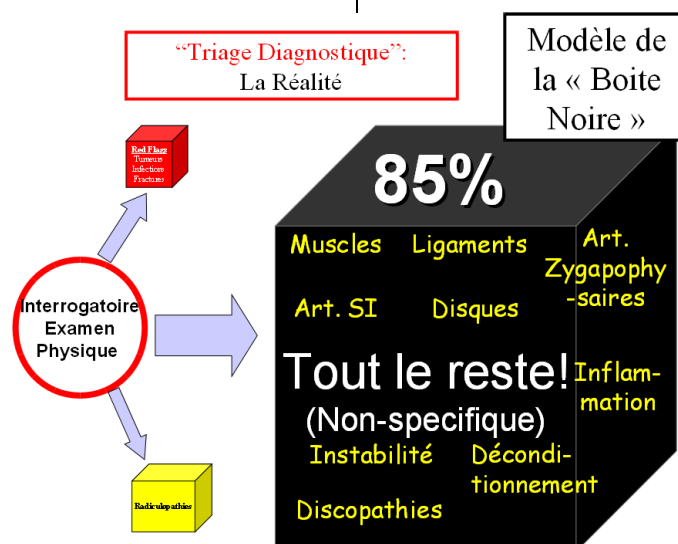 “Triage Diagnostique”:
La Réalité
Modèle de
la « Boite
Noire »
Red Flags
Tumeurs
Infections
Fractures
85%
Muscles
Ligaments
Art.
Zygapophy
-saires
Interrogatoire
Examen
Physique
Art. SI
Disques
Tout le reste!
(Non-specifique)
Inflam-
mation
Instabilité
Décondi-
tionnement
Discopathies
Radiculopathies